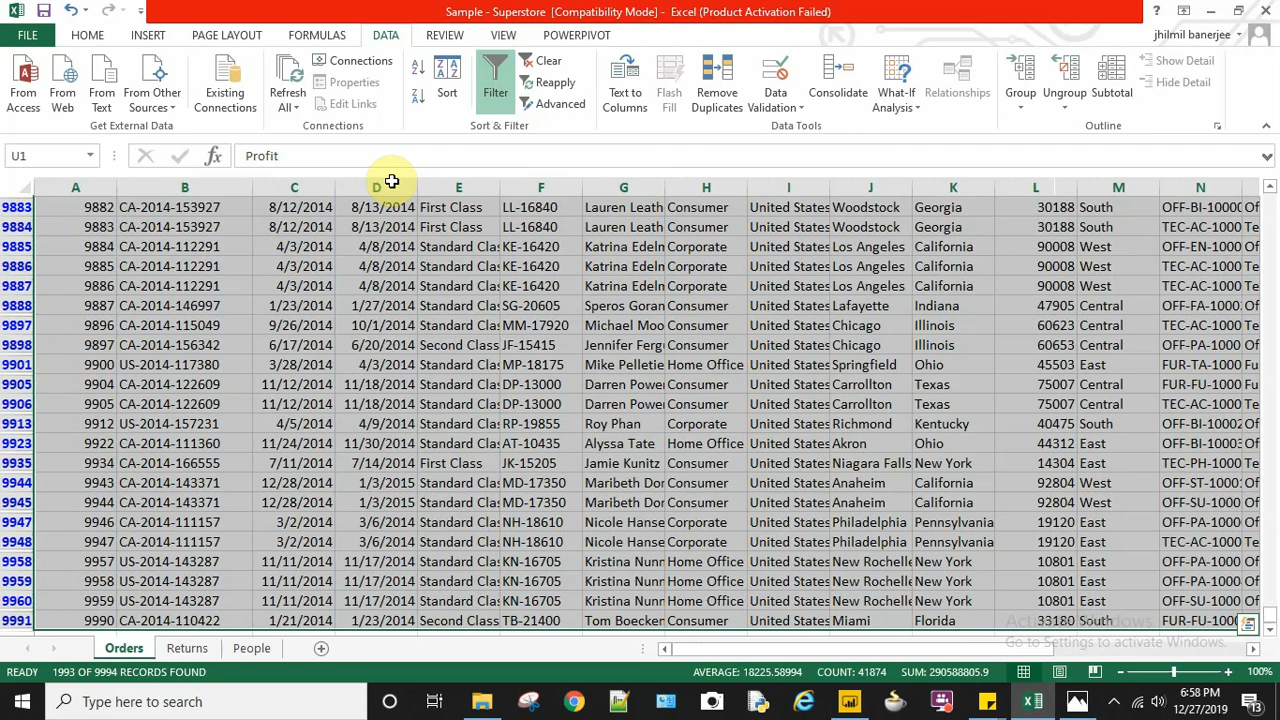 Sample - Superstore [Compatibility Mode] - Excel (Product Activation Failed)
FILE HOME INSERT PAGE LAYOUT FORMULAS DATA REVIEW VIEW POWERPIVOT jhilmil banerjee
From Access From Web From Text From Other Sources Existing Connections Refresh All Connections Properties Edit Links Sort Filter Clear Reapply Advanced Text to Columns Flash Fill Remove Duplicates Data Validation Consolidate What-If Analysis Relationships Group Ungroup Subtotal Show Detail Hide Detail
Get External Data Connections Sort & Filter Data Tools Outline
U1 fx Profit
A B C D E F G H I J K L M N
9883 9882 CA-2014-153927 8/12/2014 8/13/2014 First Class LL-16840 Lauren Leath Consumer United States Woodstock Georgia 30188 South OFF-BI-10000 Of
9884 9883 CA-2014-153927 8/12/2014 8/13/2014 First Class LL-16840 Lauren Leath Consumer United States Woodstock Georgia 30188 South TEC-AC-1000 Te
9885 9884 CA-2014-112291 4/3/2014 4/8/2014 Standard Clas KE-16420 Katrina Edeln Corporate United States Los Angeles California 90008 West OFF-EN-1000 Of
9886 9885 CA-2014-112291 4/3/2014 4/8/2014 Standard Clas KE-16420 Katrina Edeln Corporate United States Los Angeles California 90008 West TEC-AC-1000 Te
9887 9886 CA-2014-112291 4/3/2014 4/8/2014 Standard Clas KE-16420 Katrina Edeln Corporate United States Los Angeles California 90008 West TEC-AC-1000 Te
9888 9887 CA-2014-146997 1/23/2014 1/27/2014 Standard Clas SG-20605 Speros Goran Consumer United States Lafayette Indiana 47905 Central OFF-FA-1000 Of
9897 9896 CA-2014-115049 9/26/2014 10/1/2014 Standard Clas MM-17920 Michael Moo Consumer United States Chicago Illinois 60623 Central OFF-BI-10000 Of
9898 9897 CA-2014-156342 6/17/2014 6/20/2014 Second Class JF-15415 Jennifer Ferg Consumer United States Chicago Illinois 60653 Central OFF-PA-1000 Of
9901 9900 US-2014-117380 3/28/2014 4/3/2014 Standard Clas MP-18175 Mike Pelletie Home Office United States Springfield Ohio 45503 East FUR-TA-1000 Fu
9905 9904 CA-2014-122609 11/12/2014 11/18/2014 Standard Clas DP-13000 Darren Power Consumer United States Carrollton Texas 75007 Central FUR-FU-1000 Fu
9906 9905 CA-2014-122609 11/12/2014 11/18/2014 Standard Clas DP-13000 Darren Power Consumer United States Carrollton Texas 75007 Central OFF-BI-10000 Of
9913 9912 US-2014-157231 4/5/2014 4/9/2014 Standard Clas RP-19855 Roy Phan Corporate United States Richmond Kentucky 40475 South OFF-BI-10000 Of
9923 9922 CA-2014-111360 11/24/2014 11/30/2014 Standard Clas AT-10435 Alyssa Tate Home Office United States Akron Ohio 44312 East OFF-BI-10003 Of
9935 9934 CA-2014-166555 7/11/2014 7/14/2014 First Class JK-15205 Jamie Kunitz Consumer United States Niagara Falls New York 14304 East TEC-PH-1000 Te
9944 9943 CA-2014-143371 12/28/2014 1/3/2015 Standard Clas MD-17350 Maribeth Dor Consumer United States Anaheim California 92804 West OFF-ST-10001 Of
9945 9944 CA-2014-143371 12/28/2014 1/3/2015 Standard Clas MD-17350 Maribeth Dor Consumer United States Anaheim California 92804 West OFF-SU-1000 Of
9947 9946 CA-2014-111157 3/2/2014 3/6/2014 Standard Clas NH-18610 Nicole Hanse Corporate United States Philadelphia Pennsylvania 19120 East OFF-PA-1000 Of
9948 9947 CA-2014-111157 3/2/2014 3/6/2014 Standard Clas NH-18610 Nicole Hanse Corporate United States Philadelphia Pennsylvania 19120 East TEC-AC-1000 Te
9958 9957 US-2014-143287 11/11/2014 11/17/2014 Standard Clas KN-16705 Kristina Nunn Home Office United States New Rochelle New York 10801 East OFF-PA-1000 Of
9959 9958 US-2014-143287 11/11/2014 11/17/2014 Standard Clas KN-16705 Kristina Nunn Home Office United States New Rochelle New York 10801 East OFF-PA-1000 Of
9960 9959 US-2014-143287 11/11/2014 11/17/2014 Standard Clas KN-16705 Kristina Nunn Home Office United States New Rochelle New York 10801 East OFF-SU-1000 Of
9991 9990 CA-2014-110422 1/21/2014 1/23/2014 Second Class TB-21400 Tom Boecken Consumer United States Miami Florida 33180 South FUR-FU-1000
Activate Windows
Go to Settings to activate Windows.
Orders Returns People
READY 1993 OF 9994 RECORDS FOUND AVERAGE: 18225.58994 COUNT: 41874 SUM: 290588805.9 100%
Type here to search 6:58 PM
12/27/2019 13